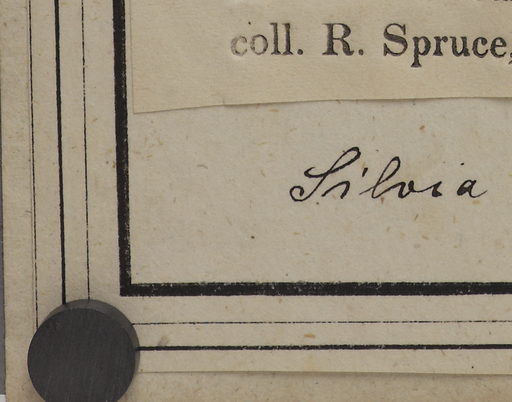 coll. R. Spruce,
Silvia